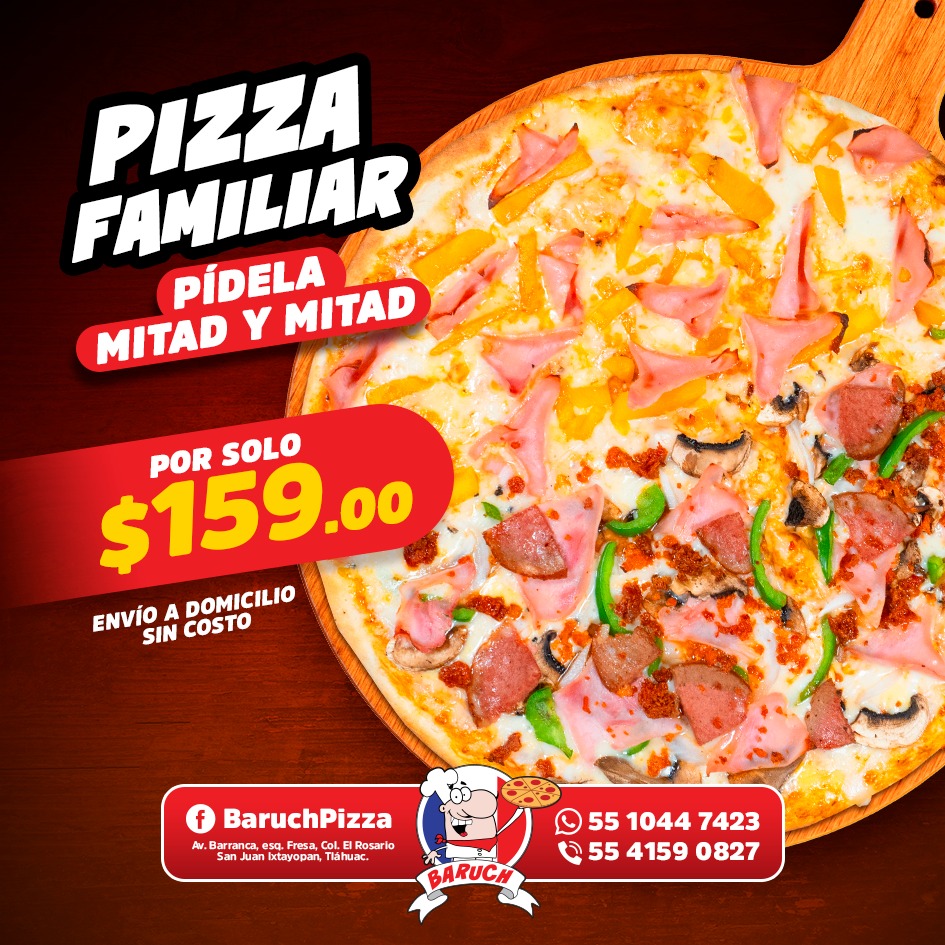 PIZZA
FAMILIAR
PÍDELA
MITAD Y MITAD
POR SOLO
$159.00
ENVÍO A DOMICILIO
SIN COSTO
BaruchPizza
Av. Barranca, esq. Fresa, Col. El Rosario
San Juan Ixtayopan, Tláhuac.
BARUCH
55 1044 7423
55 4159 0827